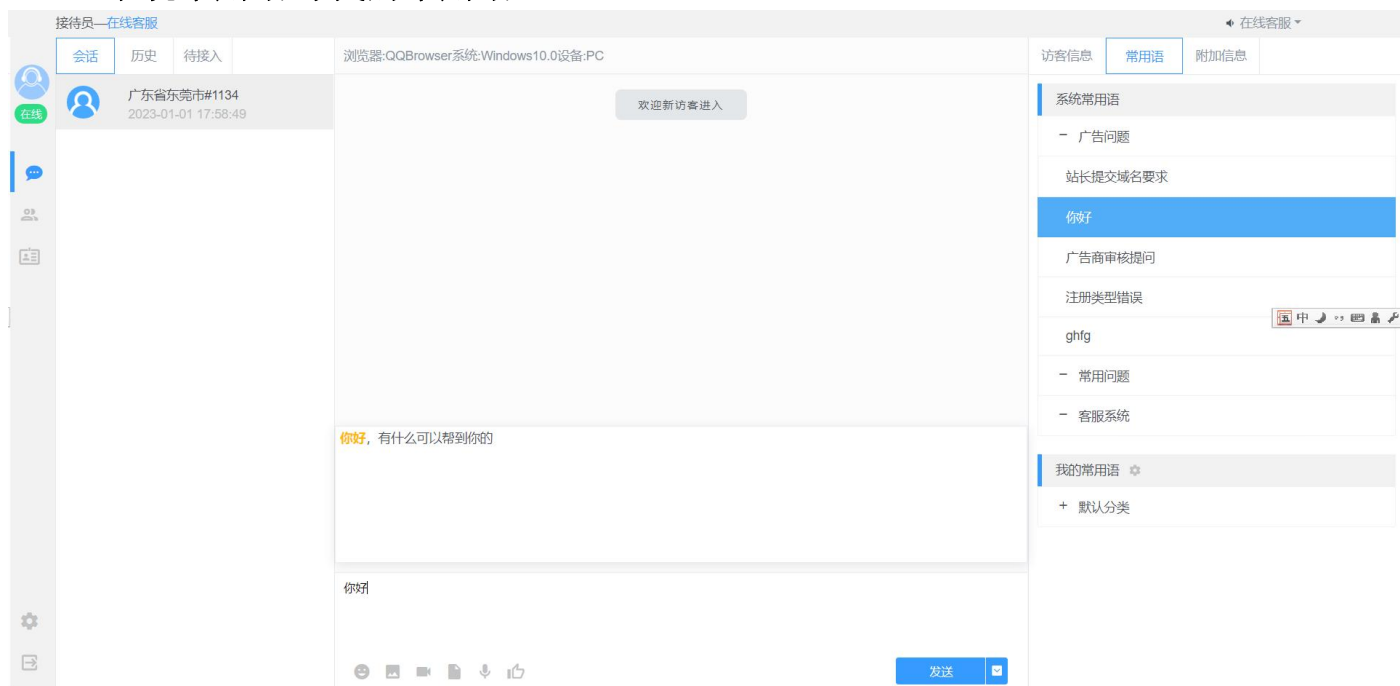 接待员—在线客服
在线客服
在线
会话 历史 待接入
广东省东莞市#1134
2023-01-01 17:58:49
浏览器:QQBrowser系统:Windows10.0设备:PC
欢迎新访客进入
你好，有什么可以帮到你的
你好
发送
访客信息 常用语 附加信息
系统常用语
− 广告问题
站长提交域名要求
你好
广告商审核提问
注册类型错误
ghfg
− 常用问题
− 客服系统
我的常用语
+ 默认分类
五 中